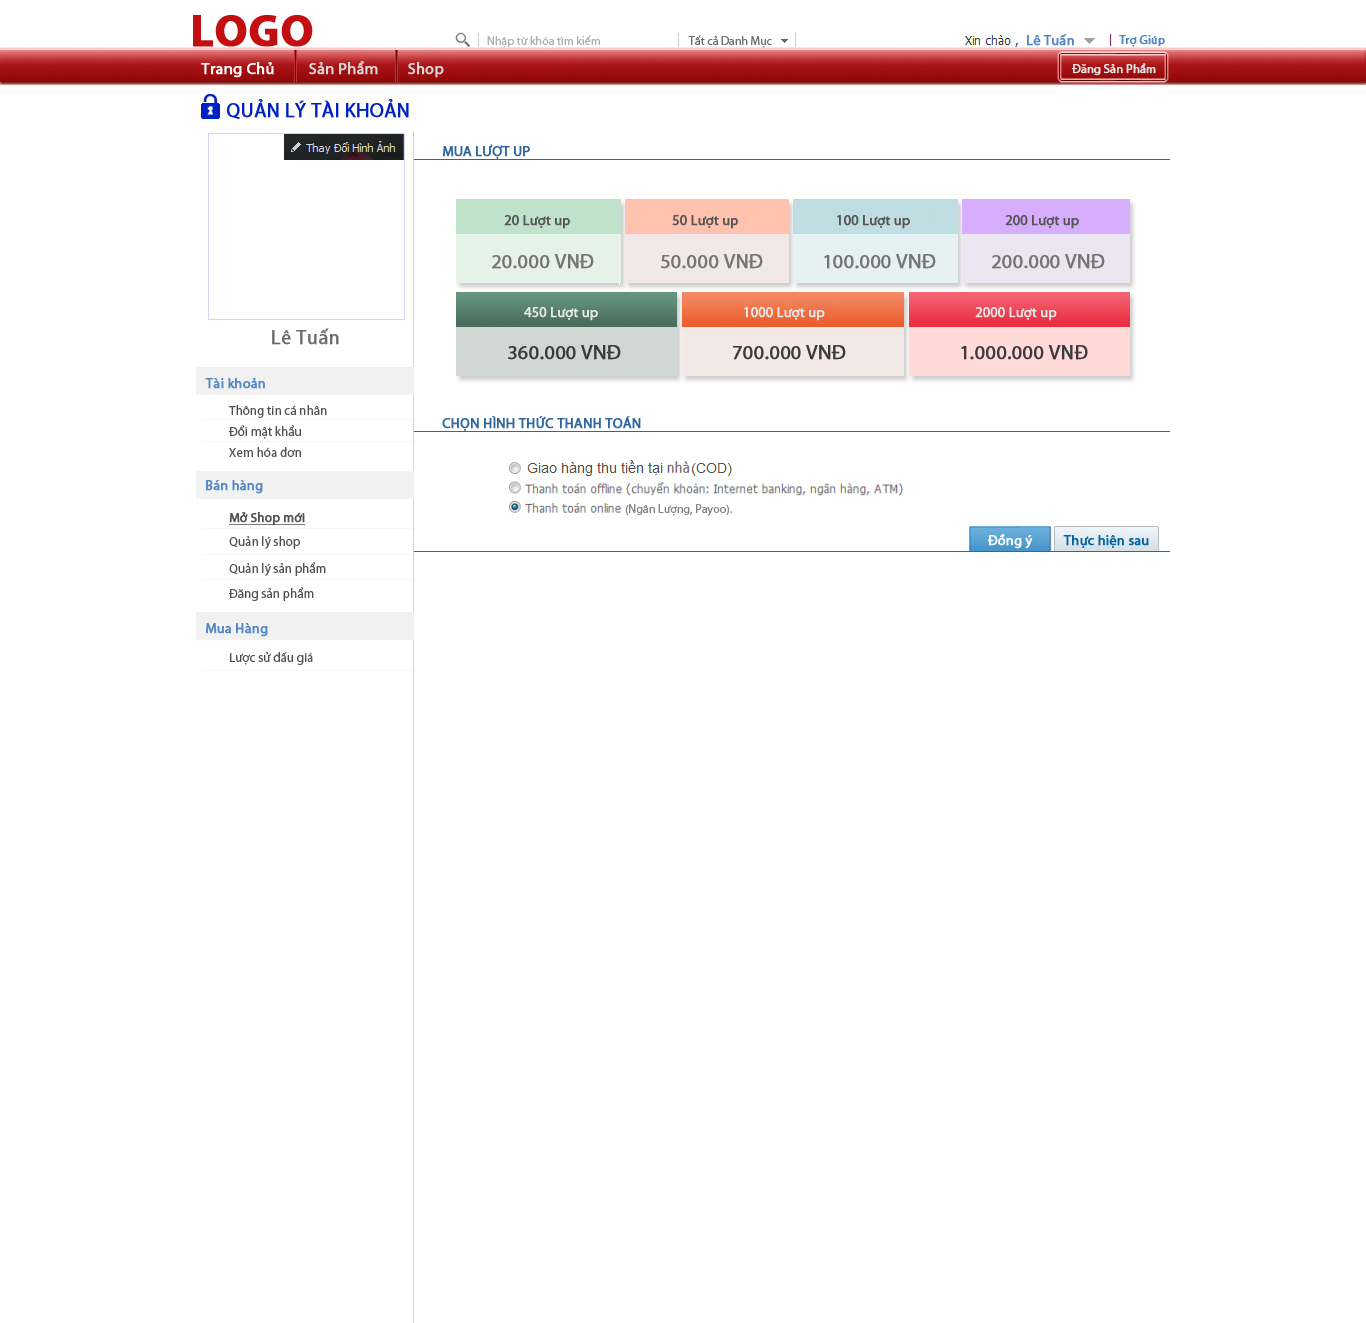 LOGO
Nhập từ khóa tìm kiếm
Tất cả Danh Mục
Xin chào , Lê Tuấn
Trợ Giúp
Trang Chủ
Sản Phẩm
Shop
Đăng Sản Phẩm
QUẢN LÝ TÀI KHOẢN
Thay Đổi Hình Ảnh
Lê Tuấn
Tài khoản
Thông tin cá nhân
Đổi mật khẩu
Xem hóa đơn
Bán hàng
Mở Shop mới
Quản lý shop
Quản lý sản phẩm
Đăng sản phẩm
Mua Hàng
Lược sử đấu giá
MUA LƯỢT UP
20 Lượt up
20.000 VNĐ
50 Lượt up
50.000 VNĐ
100 Lượt up
100.000 VNĐ
200 Lượt up
200.000 VNĐ
450 Lượt up
360.000 VNĐ
1000 Lượt up
700.000 VNĐ
2000 Lượt up
1.000.000 VNĐ
CHỌN HÌNH THỨC THANH TOÁN
Giao hàng thu tiền tại nhà(COD)
Thanh toán offline (chuyển khoản: Internet banking, ngân hàng, ATM)
Thanh toán online (Ngân Lượng, Payoo).
Đồng ý
Thực hiện sau